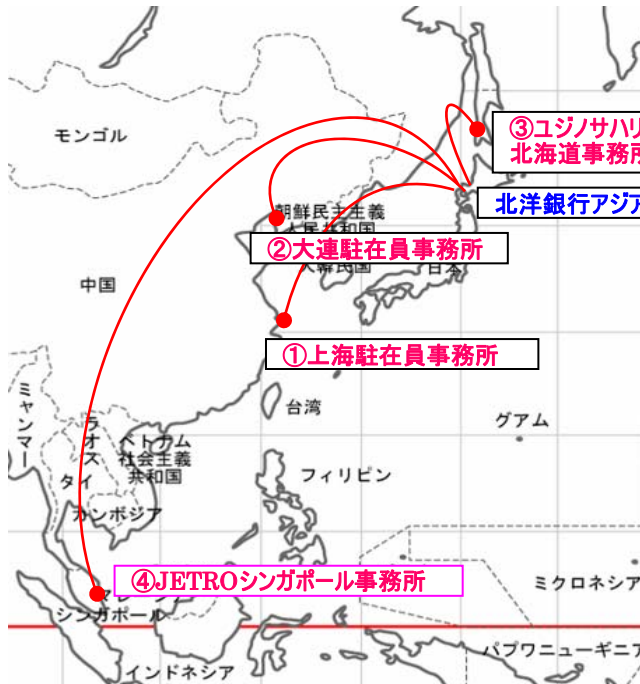 モンゴル
③ユジノサハリ
北海道事務所
北洋銀行アジア
朝鮮民主主義
人民共和国
②大連駐在員事務所
大韓民国
日本
中国
①上海駐在員事務所
台湾
グアム
ミャンマー
ラオス
ベトナム
社会主義
共和国
タイ
フィリピン
カンボジア
④JETROシンガポール事務所
ミクロネシア
シンガポール
パプワニューギニア
インドネシア